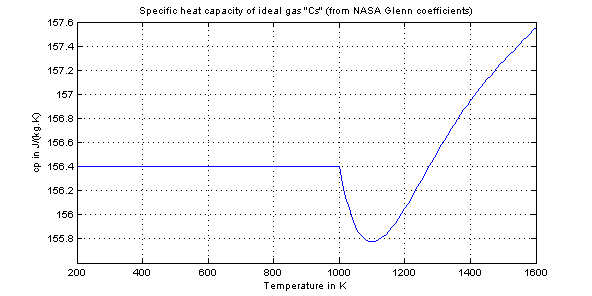 Specific heat capacity of ideal gas "Cs" (from NASA Glenn coefficients)
157.6
157.4
157.2
157
156.8
156.6
156.4
156.2
156
155.8
cp in J/(kg.K)
200 400 600 800 1000 1200 1400 1600
Temperature in K